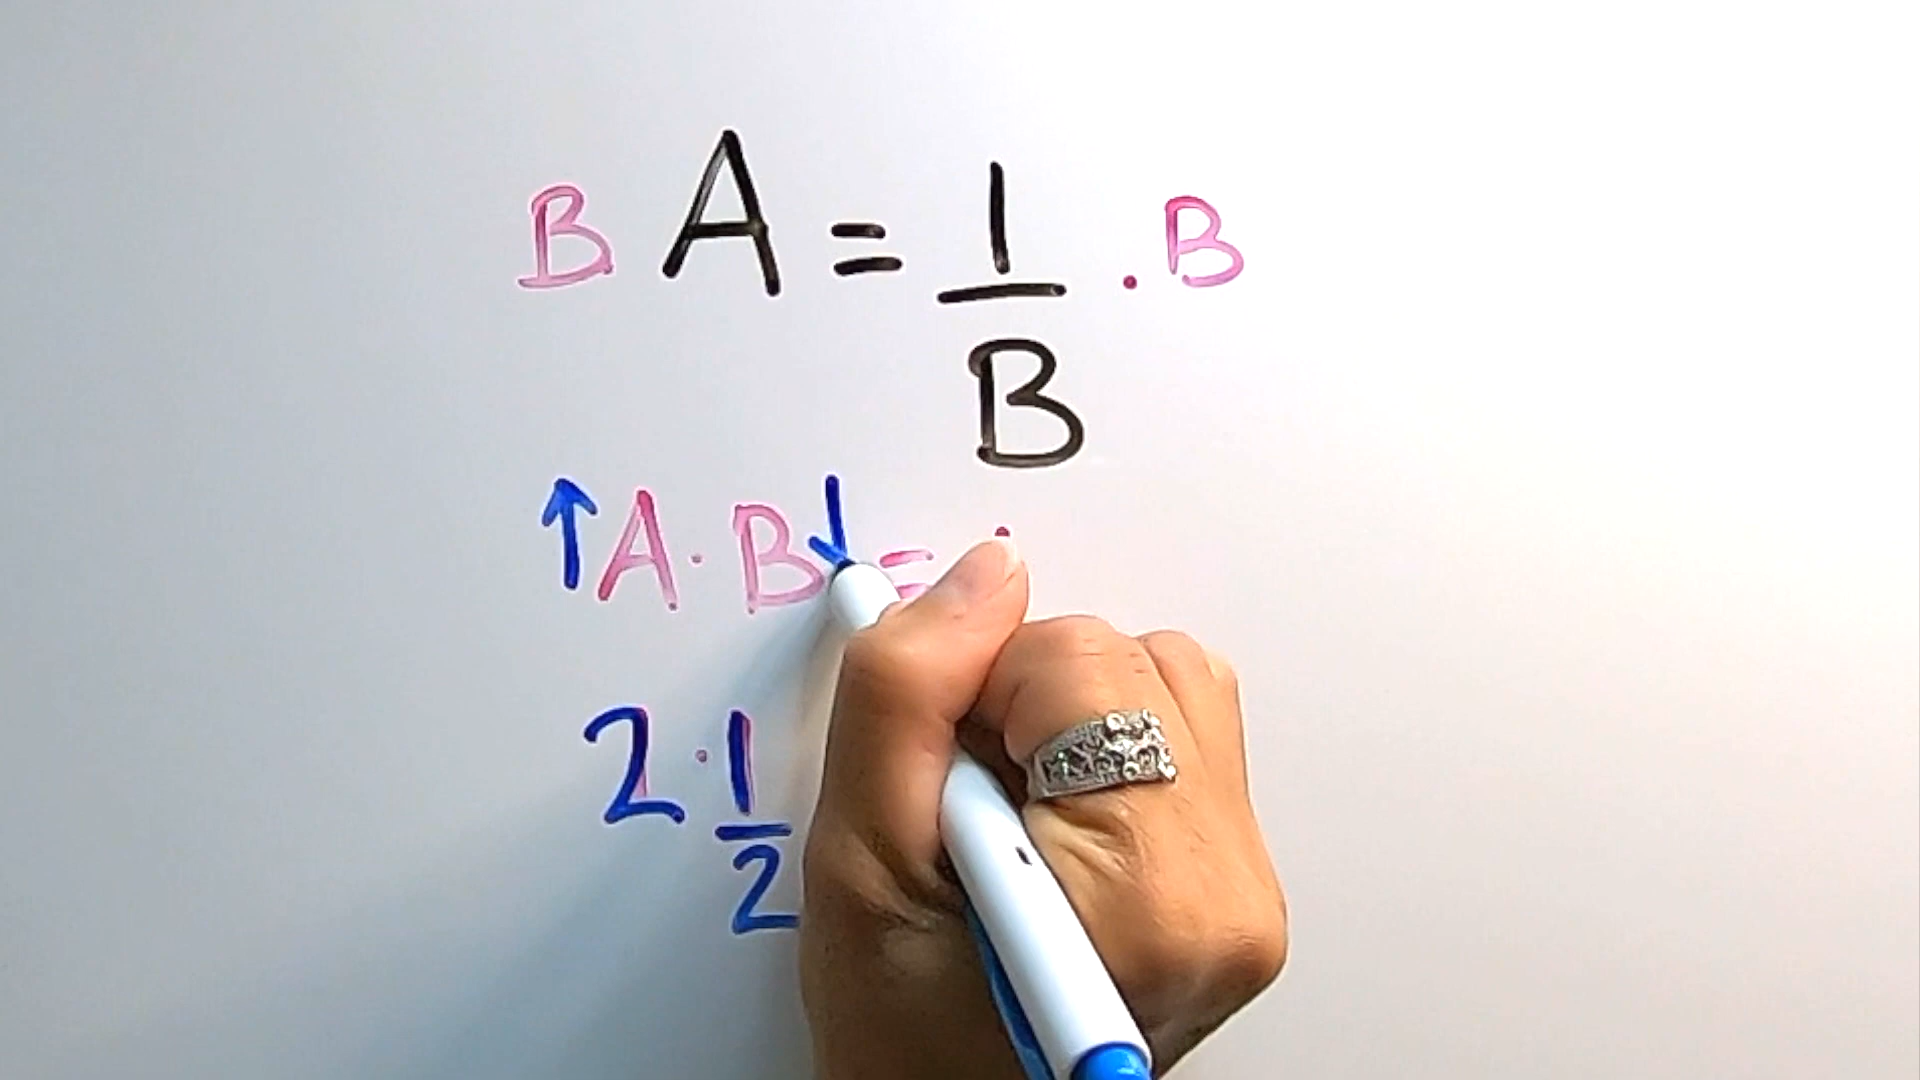 B A = 1/B . B
↑ A · B ↓ =
2 · 1/2